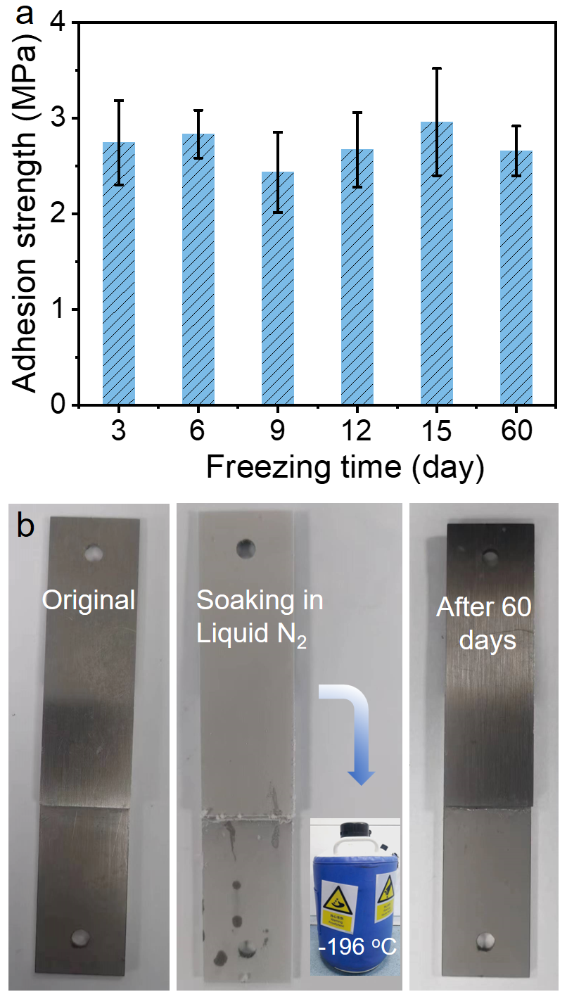 a
Adhesion strength (MPa)
4
3
2
1
0
3 6 9 12 15 60
Freezing time (day)
b
Original
Soaking in
Liquid N₂
After 60
days
-196 °C